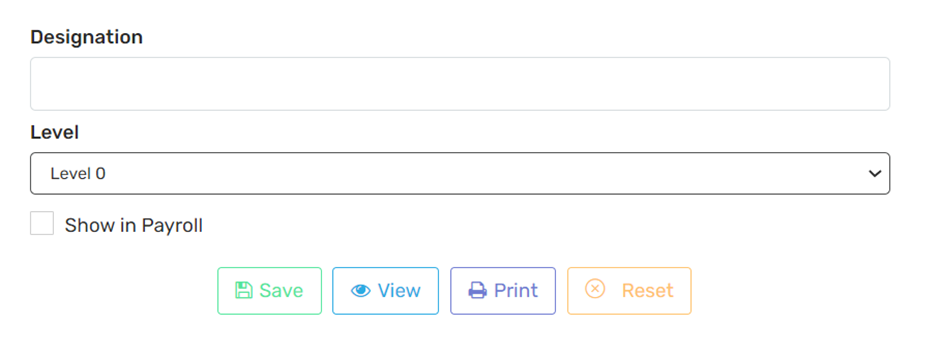 Designation
Level
Level 0
Show in Payroll
Save View Print Reset